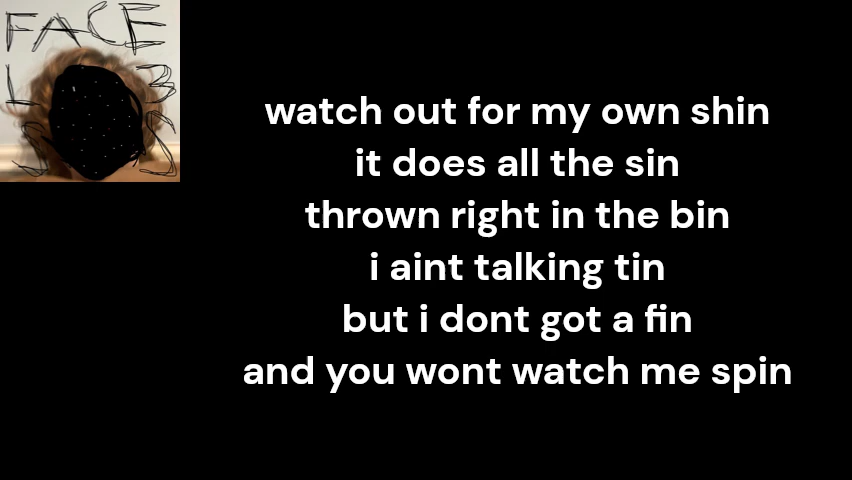 FACE
L
watch out for my own shin
it does all the sin
thrown right in the bin
i aint talking tin
but i dont got a fin
and you wont watch me spin